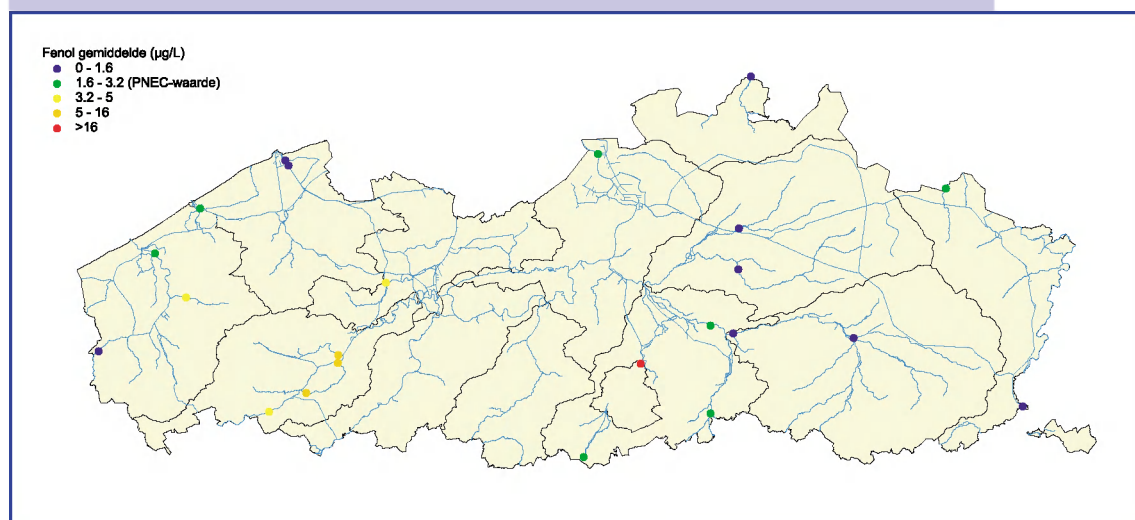 Fenol gemiddelde (µg/L)
0 - 1.6
1.6 - 3.2 (PNEC-waarde)
3.2 - 5
5 - 16
>16